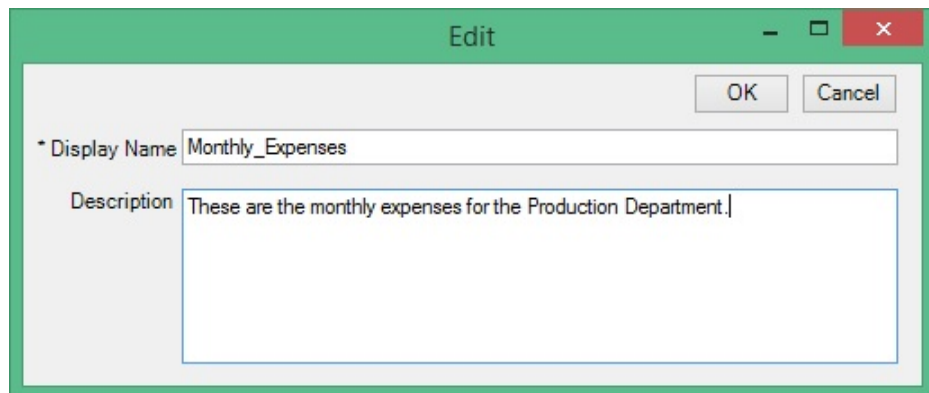 Edit
OK Cancel
* Display Name Monthly_Expenses
Description These are the monthly expenses for the Production Department.